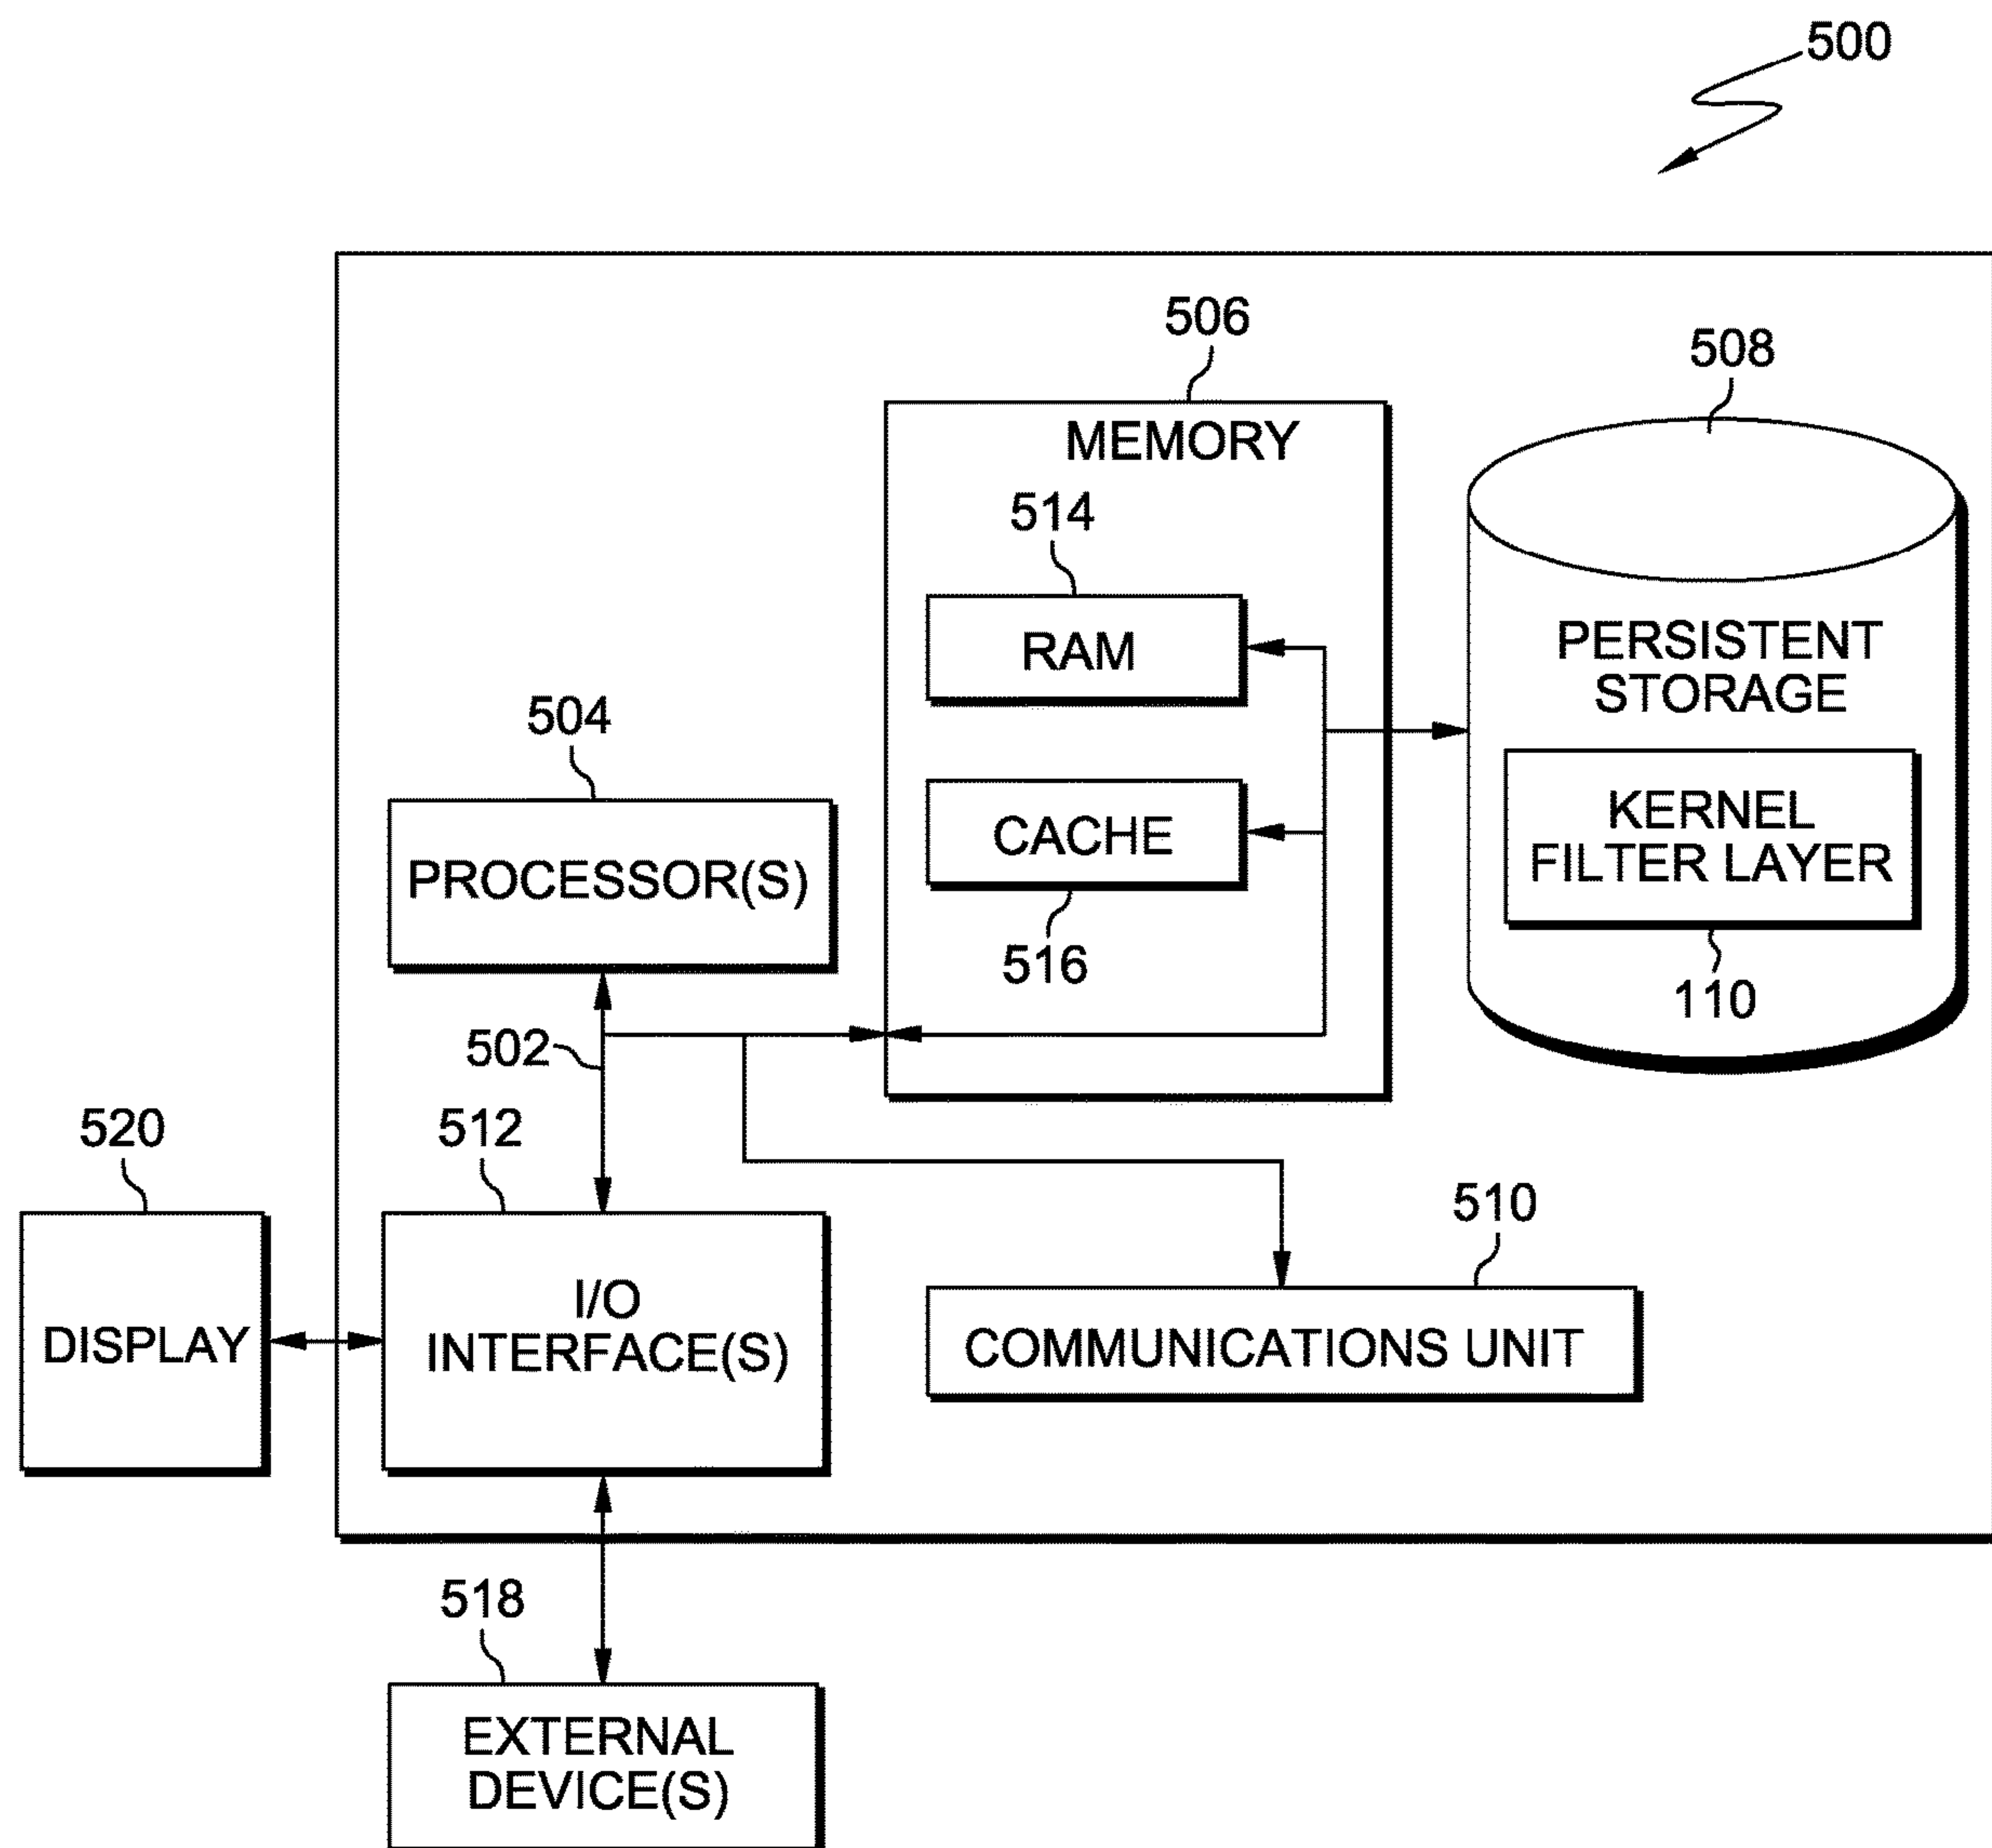 500
506
508
MEMORY
514
RAM
PERSISTENT
STORAGE
504
KERNEL
FILTER LAYER
CACHE
PROCESSOR(S)
516
110
502
520
512
510
I/O
INTERFACE(S)
DISPLAY
COMMUNICATIONS UNIT
518
EXTERNAL
DEVICE(S)